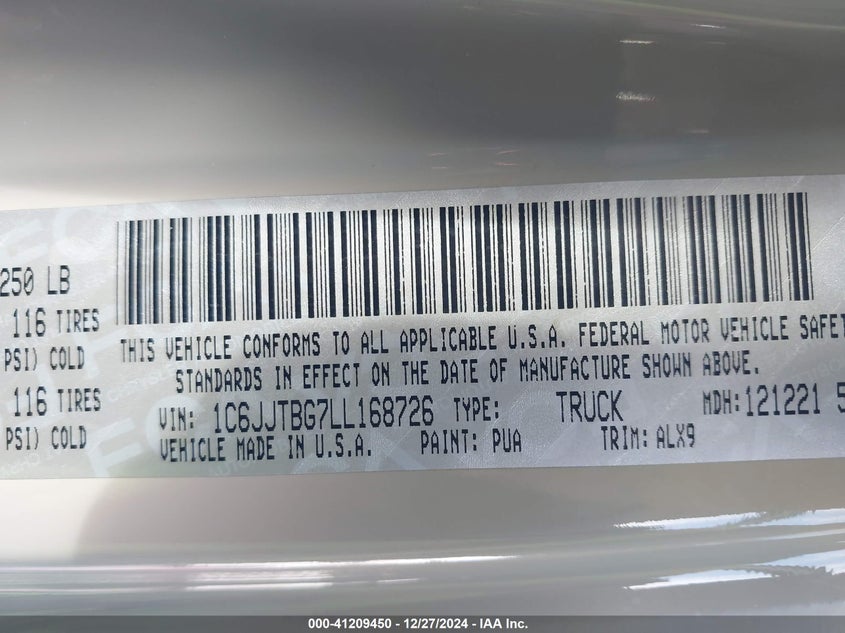 250 LB
116 TIRES
PSI) COLD
116 TIRES
PSI) COLD
THIS VEHICLE CONFORMS TO ALL APPLICABLE U.S.A. FEDERAL MOTOR VEHICLE SAFET
STANDARDS IN EFFECT ON THE DATE OF MANUFACTURE SHOWN ABOVE.
VIN: 1C6JJTBG7LL168726 TYPE: TRUCK MDH:121221 5
VEHICLE MADE IN U.S.A. PAINT: PUA TRIM: ALX9
000-41209450 - 12/27/2024 - IAA Inc.